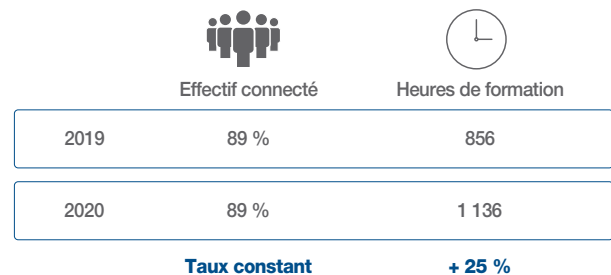 Effectif connecté Heures de formation
2019 89 % 856
2020 89 % 1 136
Taux constant + 25 %